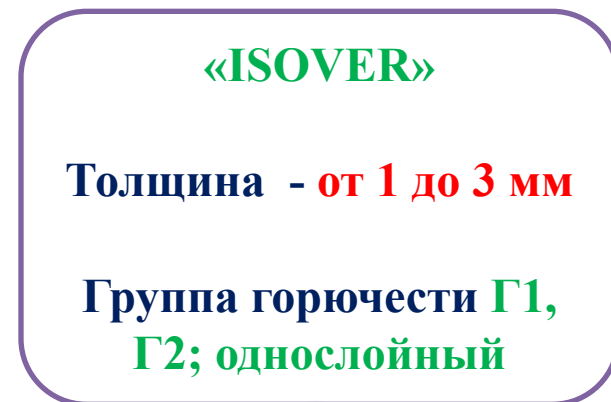 «ISOVER»
Толщина - от 1 до 3 мм
Группа горючести Г1,
Г2; однослойный